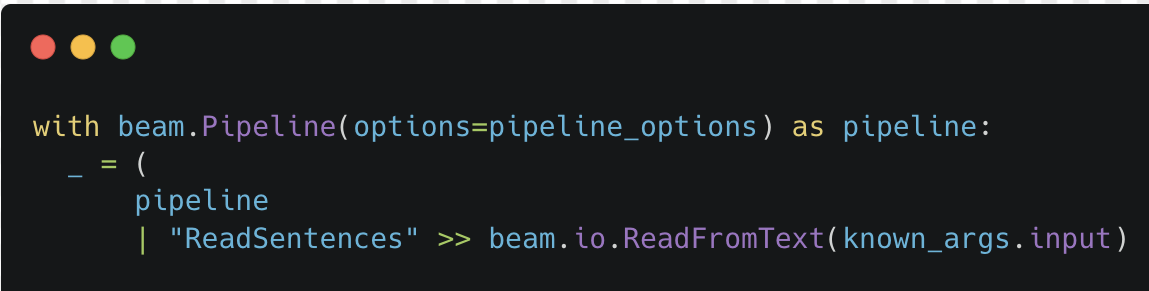 with beam.Pipeline(options=pipeline_options) as pipeline:
  _ = (
      pipeline
      | "ReadSentences" >> beam.io.ReadFromText(known_args.input)